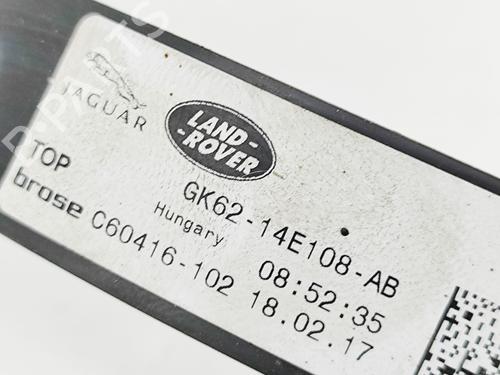 JAGUAR
LAND-
-ROVER
TOP
GK62-14E108-AB
brose
Hungary
08:52:35
C60416-102
18.02.17